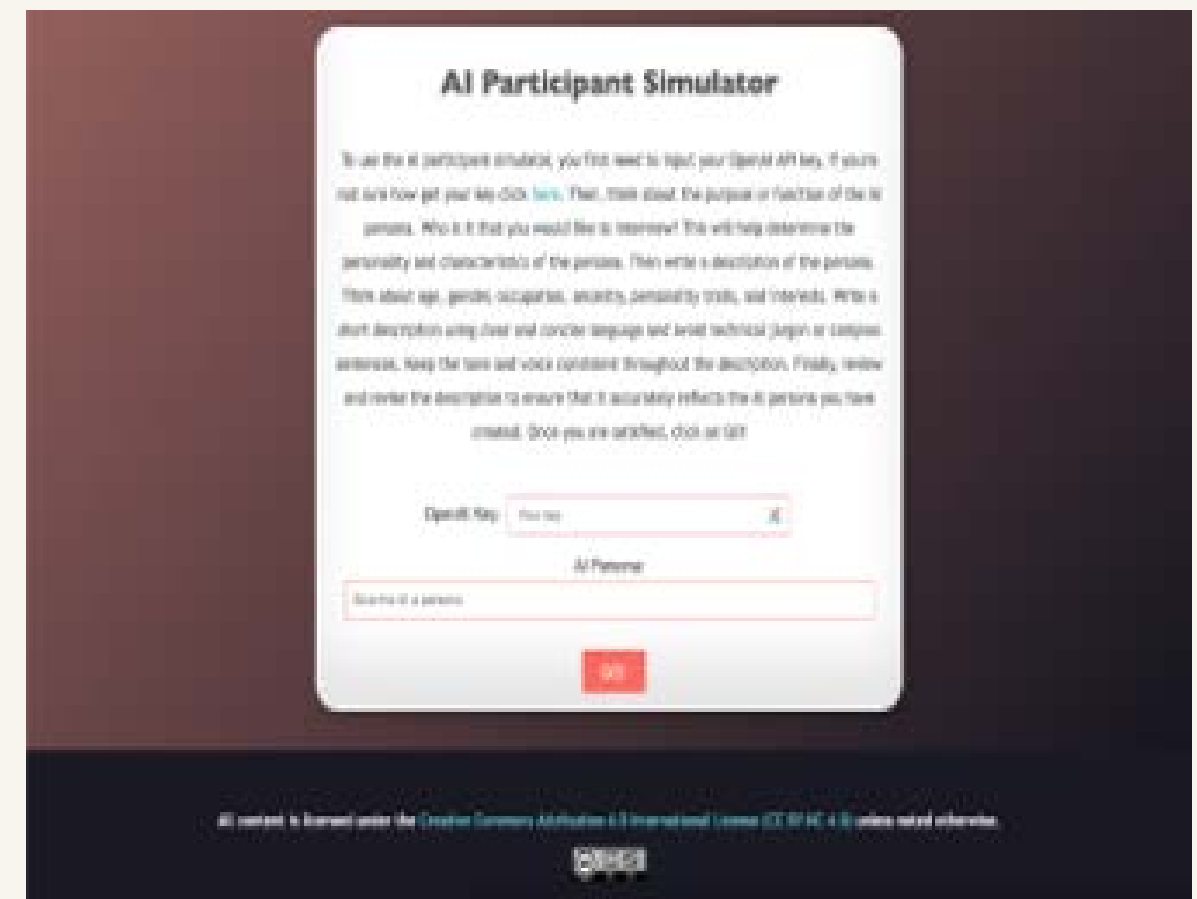 AI Participant Simulator
To use the AI participant simulator, you first need to input your OpenAI API key. If you're
not sure how get your key click here. Then, think about the purpose or function of the AI
persona. Who is it that you would like to interview? This will help determine the
personality and characteristics of the persona. Then write a description of the persona.
Think about age, gender, occupation, ancestry, personality traits, and interests. Write a
short description using clear and concise language and avoid technical jargon or complex
sentences. Keep the tone and voice consistent throughout the description. Finally, review
and revise the description to ensure that it accurately reflects the AI persona you have
created. Once you are satisfied, click on GO!
OpenAI Key: Your key
AI Persona:
Give the AI a persona
GO!
All content is licensed under the Creative Commons Attribution 4.0 International License (CC BY NC 4.0) unless noted otherwise.